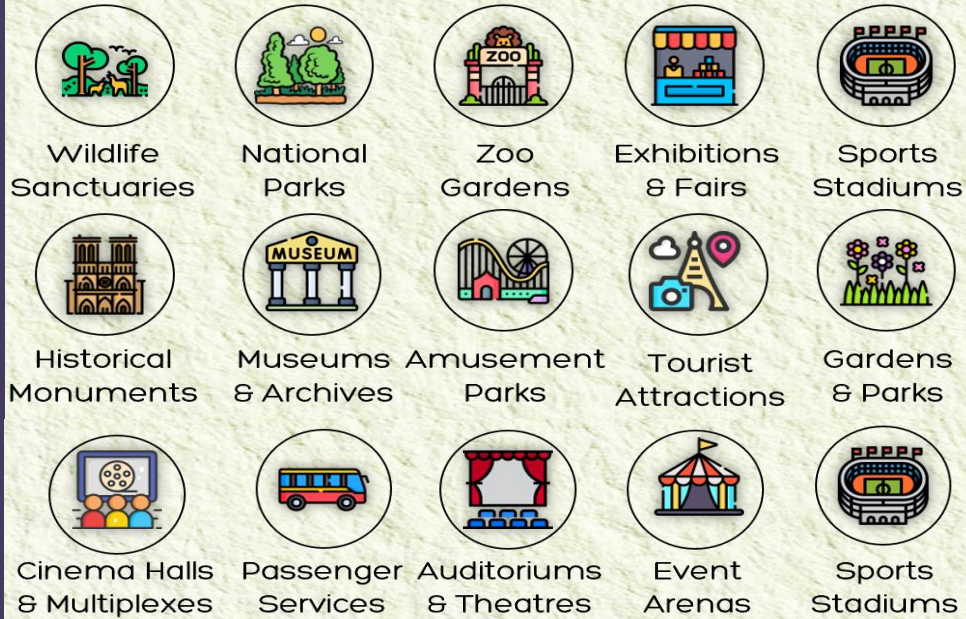 ZOO
Wildlife
Sanctuaries
National
Parks
Zoo
Gardens
Exhibitions
& Fairs
Sports
Stadiums
MUSEUM
Historical
Monuments
Museums
& Archives
Amusement
Parks
Tourist
Attractions
Gardens
& Parks
Cinema Halls
& Multiplexes
Passenger
Services
Auditoriums
& Theatres
Event
Arenas
Sports
Stadiums